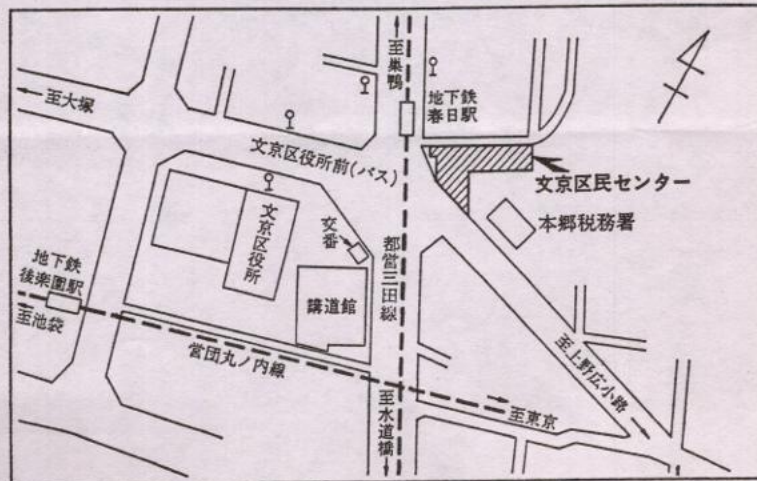 至巣鴨
地下鉄
春日駅
至大塚
文京区役所前(バス)
文京区民センター
本郷税務署
文京区役所
交番
都営三田線
講道館
地下鉄
後楽園駅
至池袋
営団丸ノ内線
至上野広小路
至水道橋
至東京